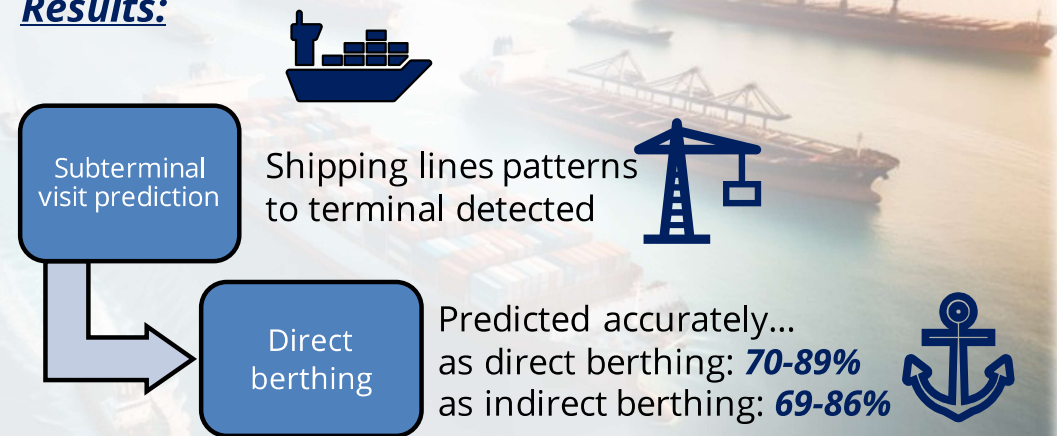 Results:
Subterminal
visit prediction
Shipping lines patterns
to terminal detected
Direct
berthing
Predicted accurately...
as direct berthing: 70-89%
as indirect berthing: 69-86%